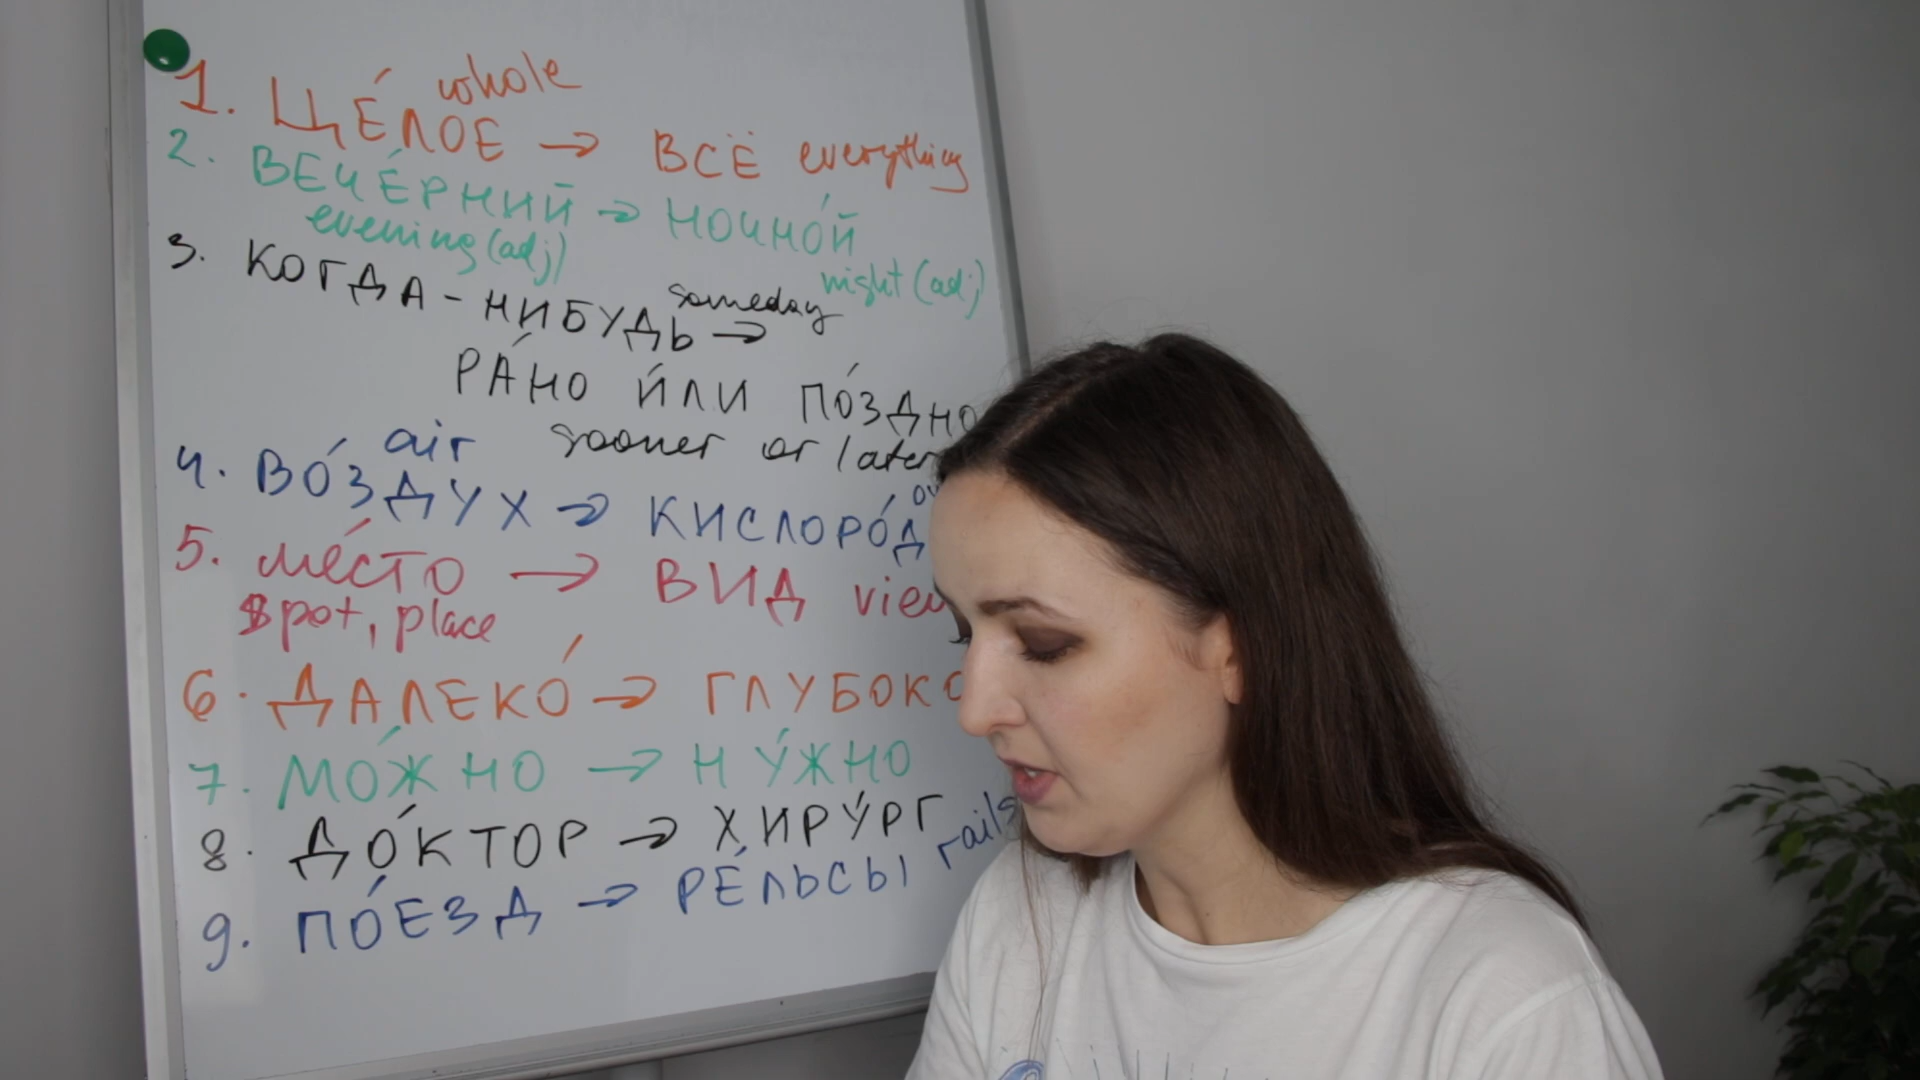 whole
1. ЦЕ́ЛОЕ → ВСЁ everything
2. ВЕЧЕ́РНИЙ → НОЧНО́Й
evening (adj) night (adj)
3. КОГДА́-НИБУДЬ → someday
РА́НО И́ЛИ ПО́ЗДНО
sooner or later
air
4. ВО́ЗДУХ → КИСЛОРО́Д
5. МЕ́СТО → ВИД view
spot, place
6. ДАЛЕКО́ → ГЛУБОКО
7. МО́ЖНО → НУ́ЖНО
8. ДО́КТОР → ХИРУ́РГ
9. ПО́ЕЗД → РЕ́ЛЬСЫ rails